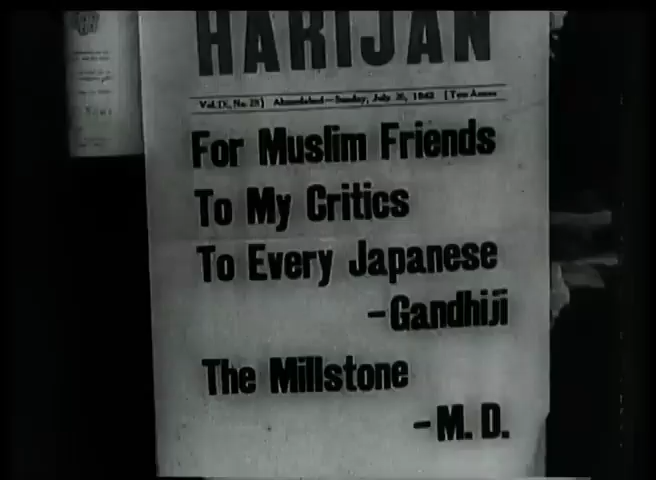 HARIJAN
Vol. IX, No. 28] Ahmedabad—Sunday, July 26, 1942 [Two Annas
For Muslim Friends
To My Critics
To Every Japanese
-Gandhiji
The Millstone
-M. D.